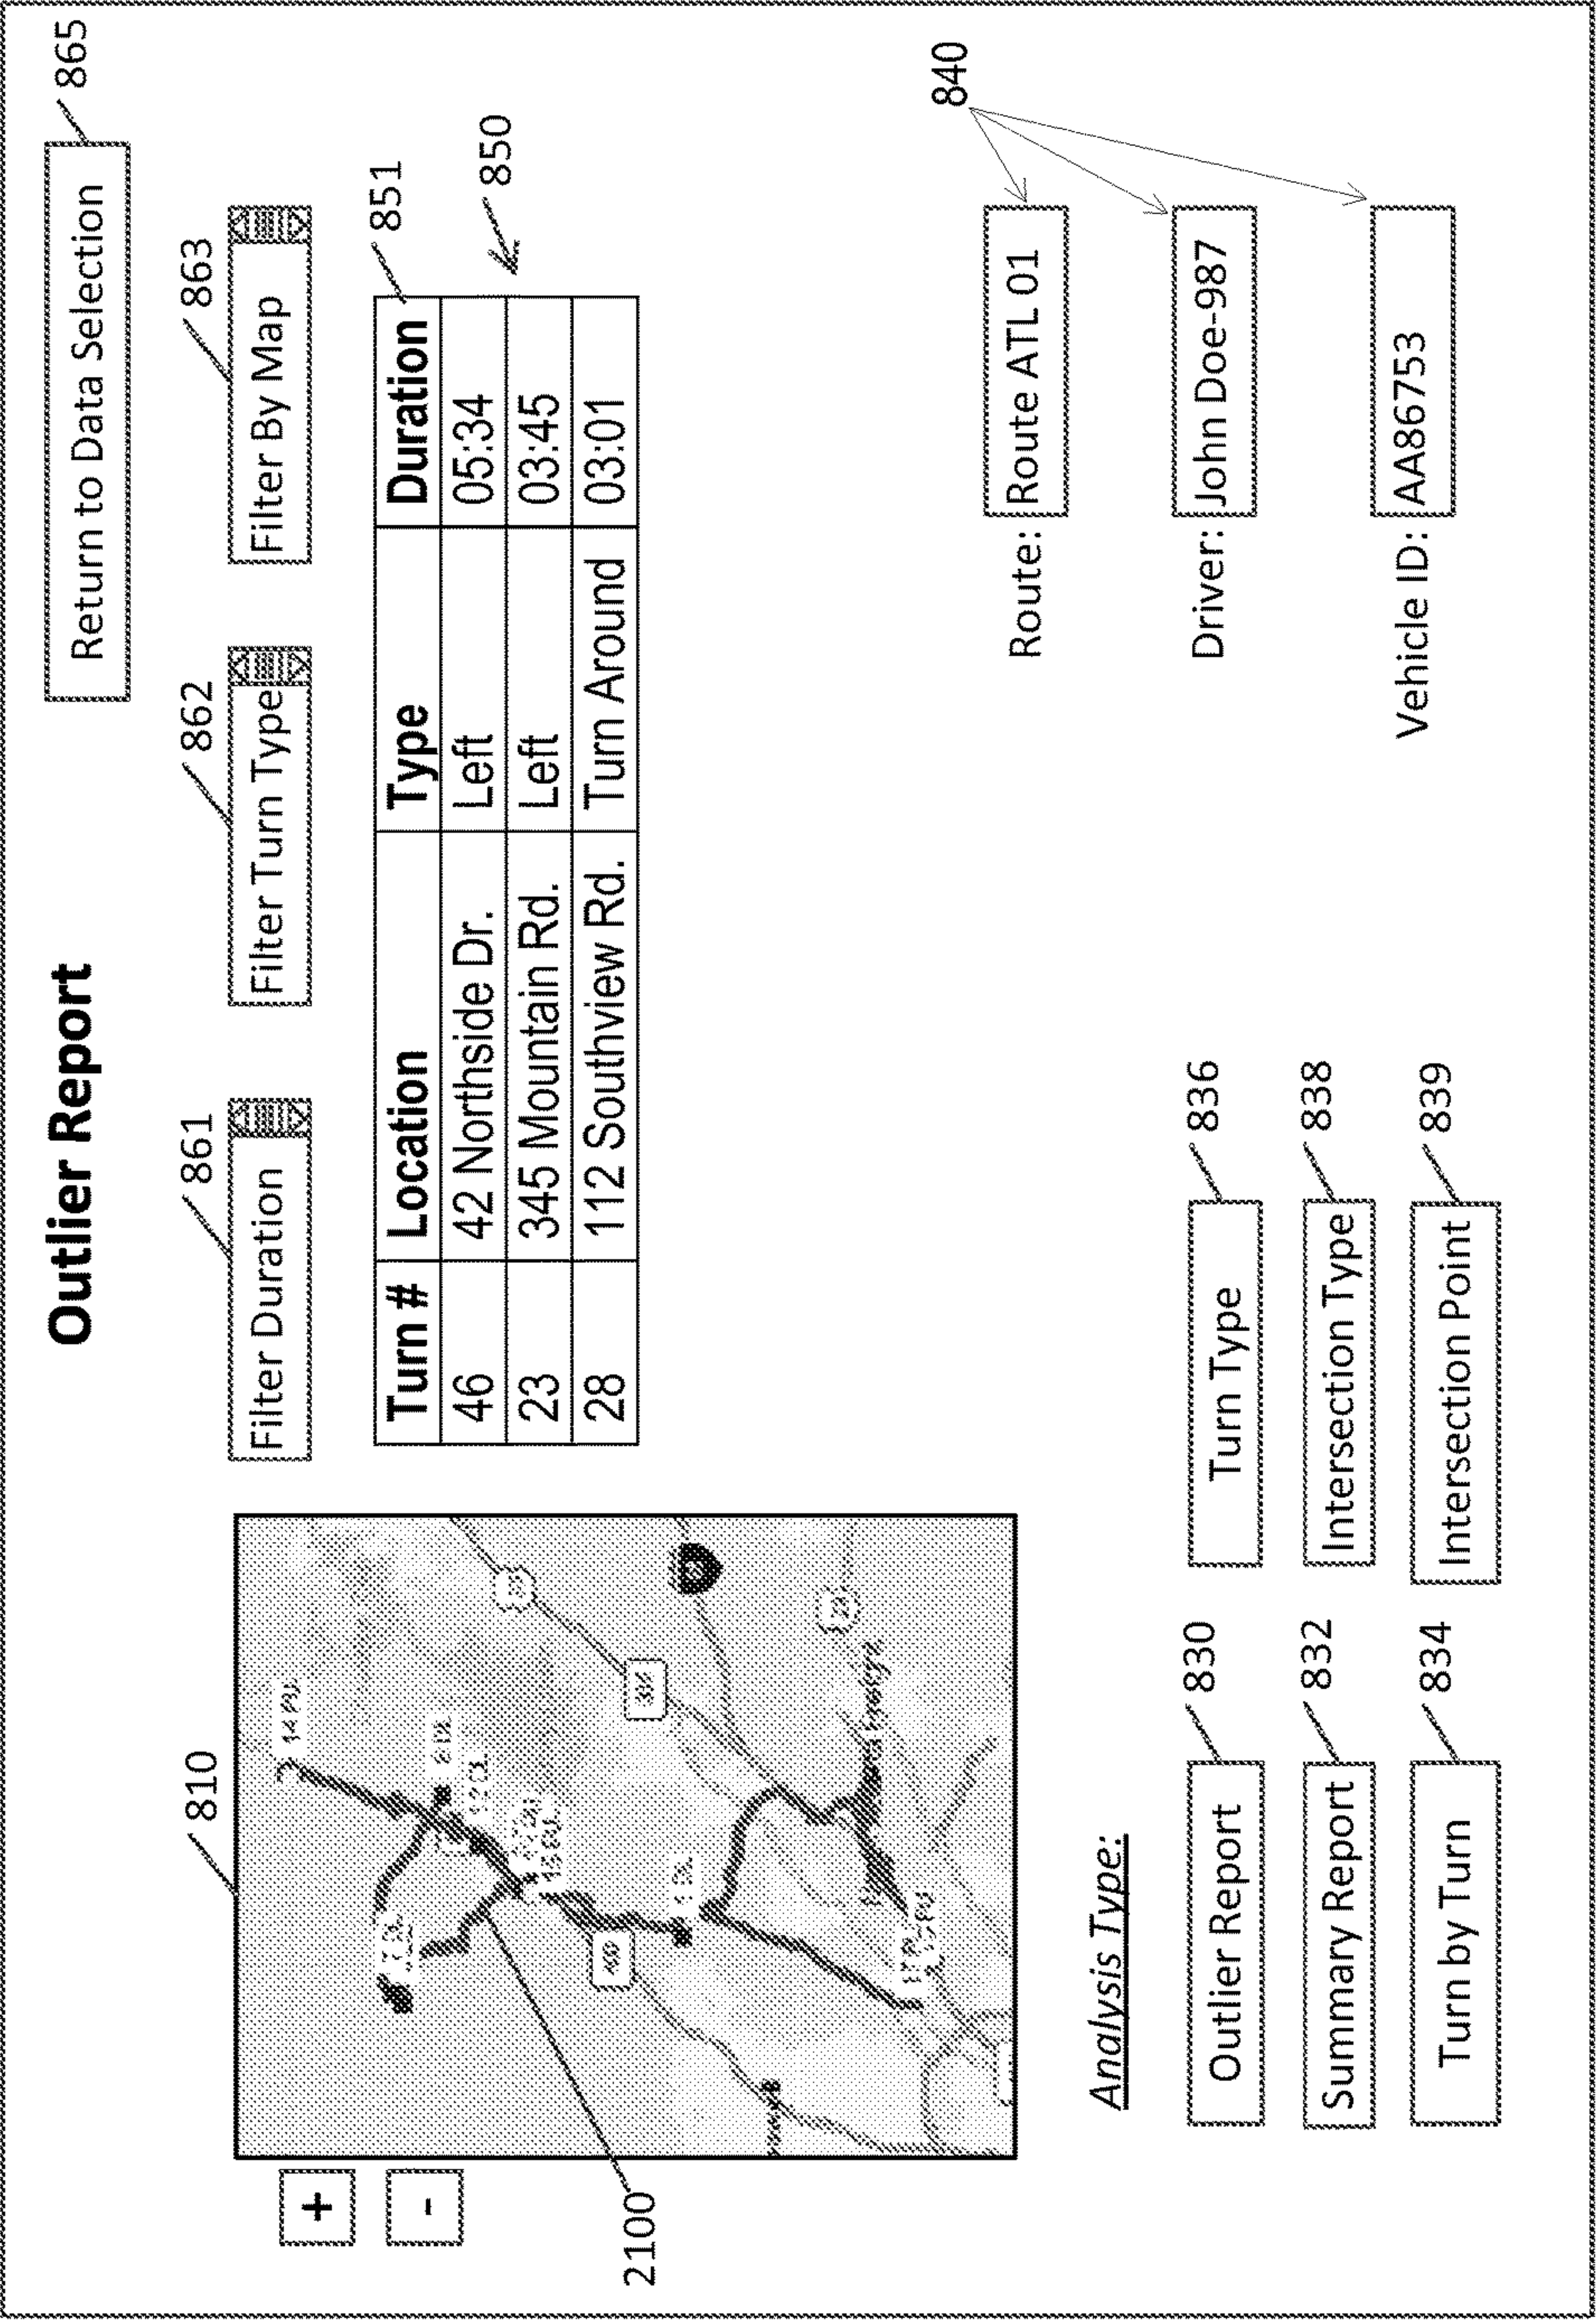 Outlier Report
Return to Data Selection
865
861
862
863
Filter Duration
Filter Turn Type
Filter By Map
810
851
Turn # Location Type Duration
46 42 Northside Dr. Left 05:34
23 345 Mountain Rd. Left 03:45
28 112 Southview Rd. Turn Around 03:01
850
+
-
14 PU
400
23
2100
840
Route: Route ATL 01
Driver: John Doe-987
Vehicle ID: AA86753
Analysis Type:
830
836
Outlier Report
Turn Type
832
838
Summary Report
Intersection Type
834
839
Turn by Turn
Intersection Point